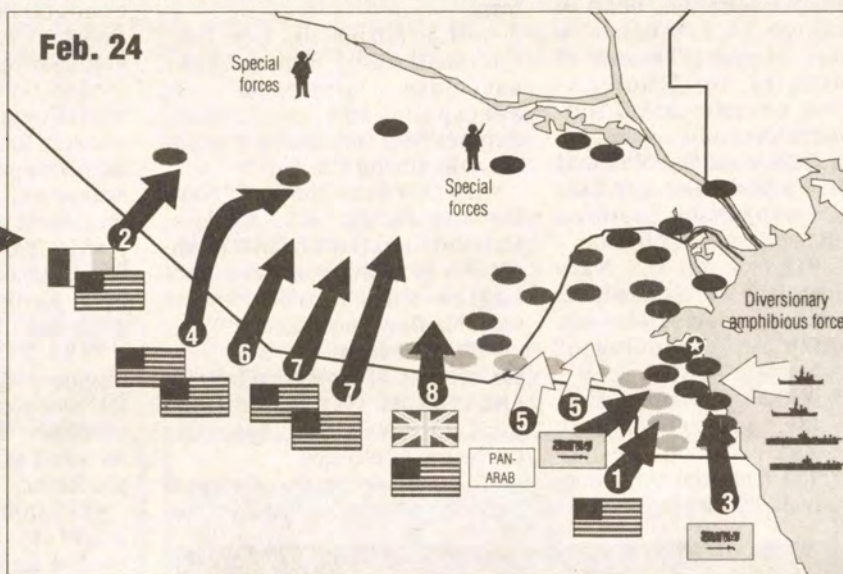 Feb. 24
Special
forces
Special
forces
2
4
6
7
7
8
5
5
1
3
PAN-
ARAB
Diversionary
amphibious force